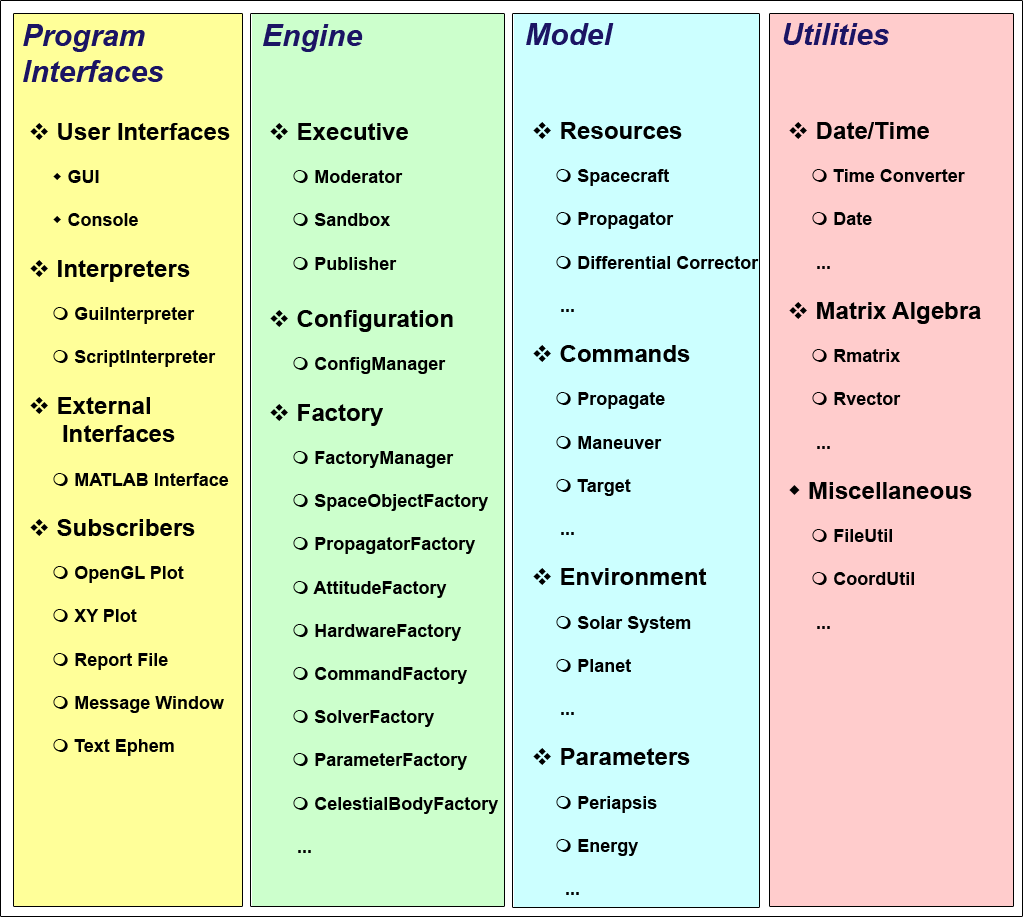 Program
Interfaces
User Interfaces
GUI
Console
Interpreters
GuiInterpreter
ScriptInterpreter
External
Interfaces
MATLAB Interface
Subscribers
OpenGL Plot
XY Plot
Report File
Message Window
Text Ephem
Engine
Executive
Moderator
Sandbox
Publisher
Configuration
ConfigManager
Factory
FactoryManager
SpaceObjectFactory
PropagatorFactory
AttitudeFactory
HardwareFactory
CommandFactory
SolverFactory
ParameterFactory
CelestialBodyFactory
...
Model
Resources
Spacecraft
Propagator
Differential Corrector
...
Commands
Propagate
Maneuver
Target
...
Environment
Solar System
Planet
...
Parameters
Periapsis
Energy
...
Utilities
Date/Time
Time Converter
Date
...
Matrix Algebra
Rmatrix
Rvector
...
Miscellaneous
FileUtil
CoordUtil
...